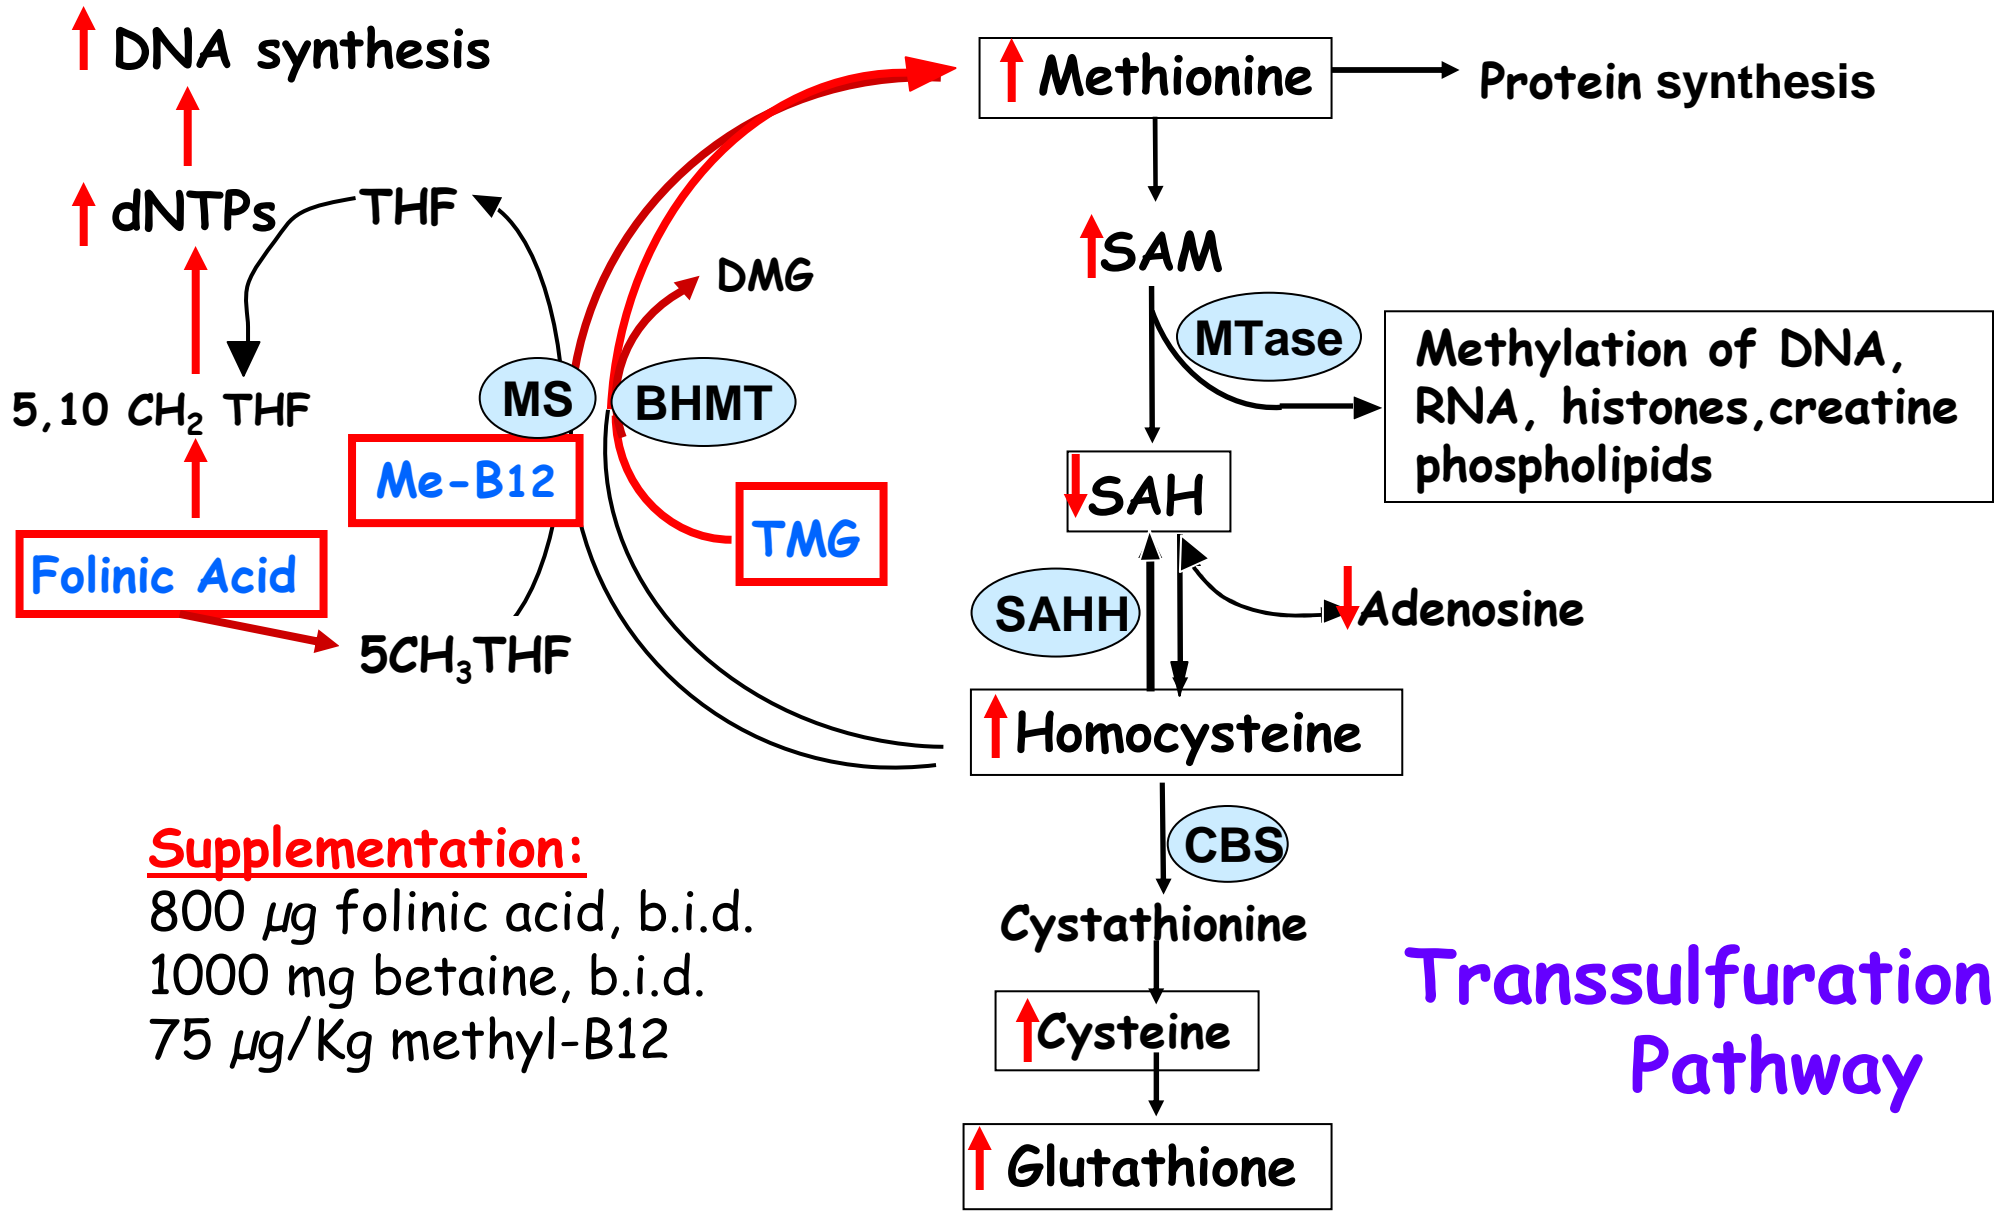 DNA synthesis
dNTPs
THF
5,10 CH₂ THF
Folinic Acid
5CH₃THF
MS
Me-B12
BHMT
DMG
TMG
Methionine
Protein synthesis
SAM
MTase
Methylation of DNA,
RNA, histones,creatine
phospholipids
SAH
SAHH
Adenosine
Homocysteine
CBS
Cystathionine
Cysteine
Glutathione
Supplementation:
800 µg folinic acid, b.i.d.
1000 mg betaine, b.i.d.
75 µg/Kg methyl-B12
Transsulfuration
Pathway